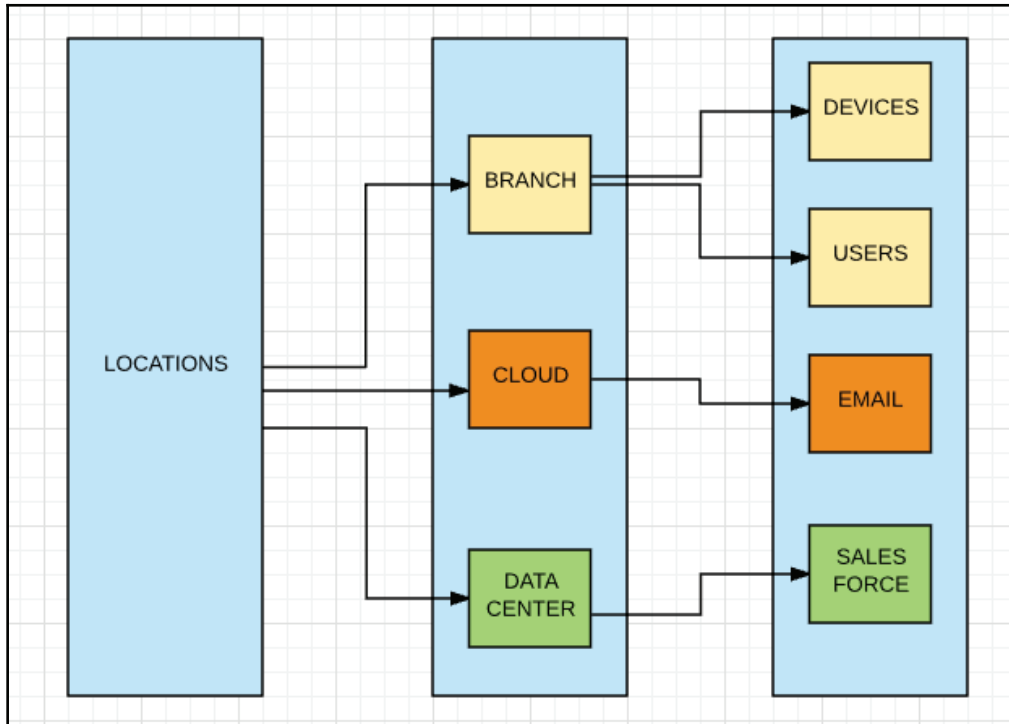 LOCATIONS
BRANCH
CLOUD
DATA
CENTER
DEVICES
USERS
EMAIL
SALES
FORCE